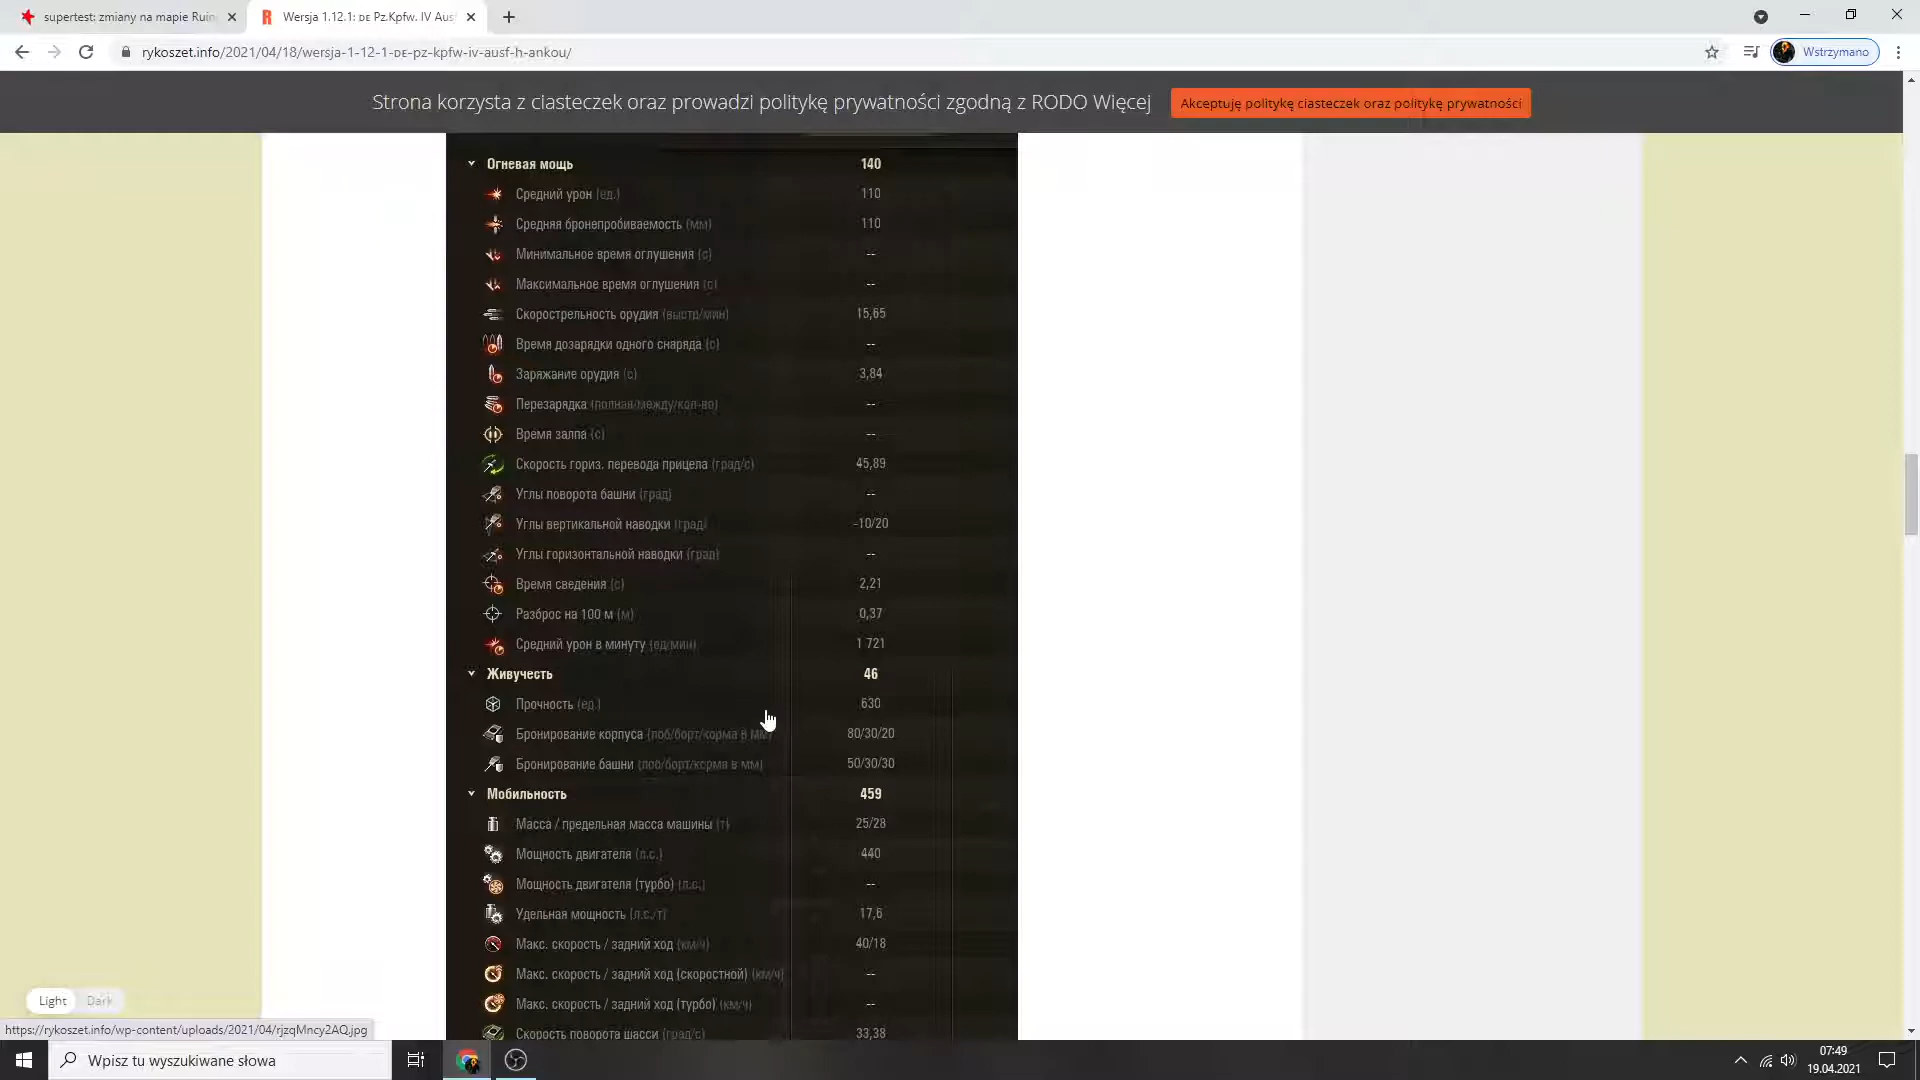 supertest: zmiany na mapie Ruin
Wersja 1.12.1: DE Pz.Kpfw. IV Ausf
rykoszet.info/2021/04/18/wersja-1-12-1-ᴅᴇ-pz-kpfw-iv-ausf-h-ankou/
Wstrzymano
Strona korzysta z ciasteczek oraz prowadzi politykę prywatności zgodną z RODO Więcej
Akceptuję politykę ciasteczek oraz politykę prywatności
Огневая мощь 140
Средний урон (ед.) 110
Средняя бронепробиваемость (мм) 110
Минимальное время оглушения (с) --
Максимальное время оглушения (с) --
Скорострельность орудия (выстр/мин) 15,65
Время дозарядки одного снаряда (с) --
Заряжание орудия (с) 3,84
Перезарядка (полная/между/кол-во) --
Время залпа (с) --
Скорость гориз. перевода прицела (град/с) 45,89
Углы поворота башни (град) --
Углы вертикальной наводки (град) -10/20
Углы горизонтальной наводки (град) --
Время сведения (с) 2,21
Разброс на 100 м (м) 0,37
Средний урон в минуту (ед/мин) 1 721
Живучесть 46
Прочность (ед.) 630
Бронирование корпуса (лоб/борт/корма в мм) 80/30/20
Бронирование башни (лоб/борт/корма в мм) 50/30/30
Мобильность 459
Масса / предельная масса машины (т) 25/28
Мощность двигателя (л.с.) 440
Мощность двигателя (турбо) (л.с.) --
Удельная мощность (л.с./т) 17,6
Макс. скорость / задний ход (км/ч) 40/18
Макс. скорость / задний ход (скоростной) (км/ч) --
Макс. скорость / задний ход (турбо) (км/ч) --
Скорость поворота шасси (град/с) 33,38
Light Dark
https://rykoszet.info/wp-content/uploads/2021/04/rjzqMncy2AQ.jpg
Wpisz tu wyszukiwane słowa
07:49
19.04.2021